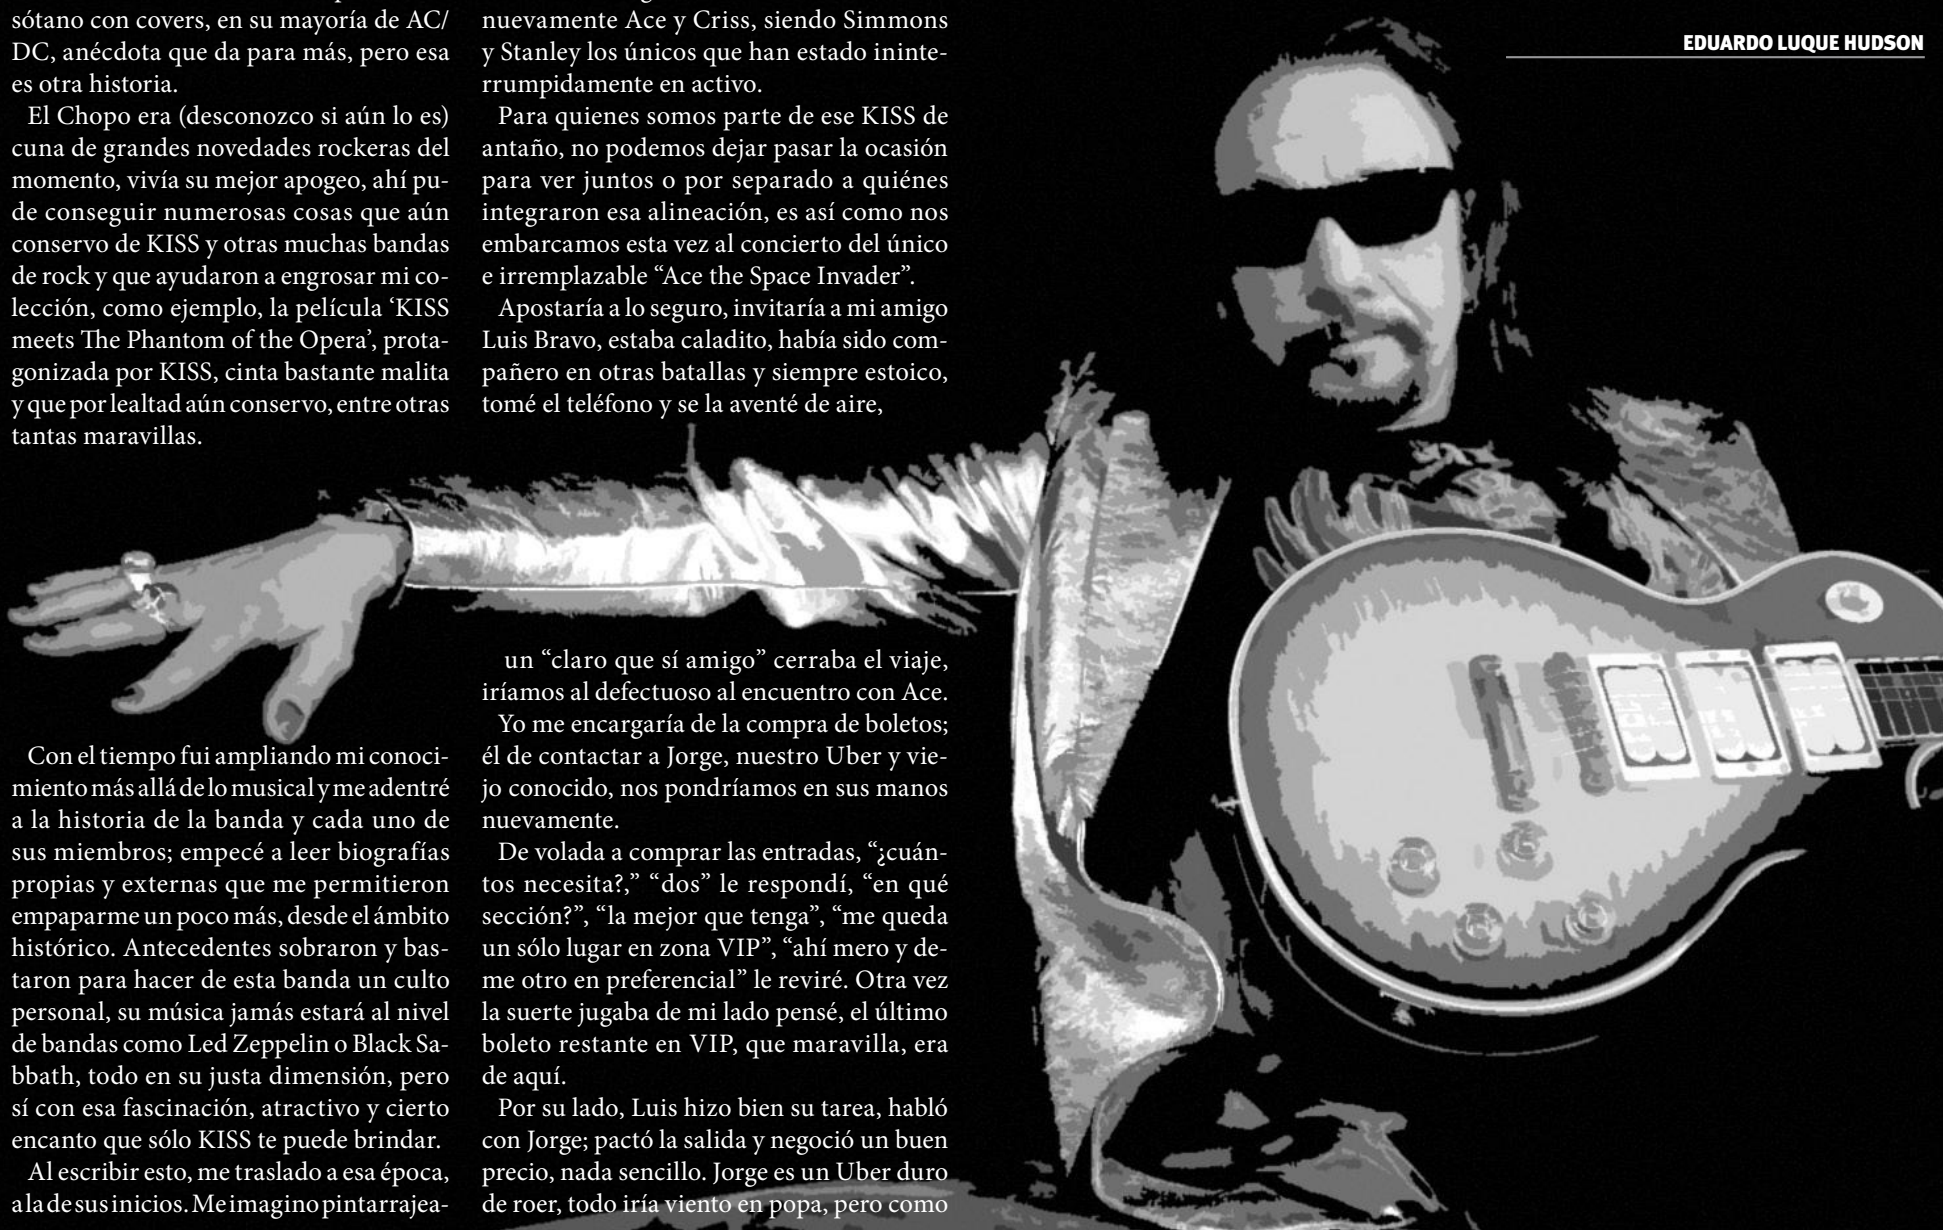 sótano con covers, en su mayoría de AC/
DC, anécdota que da para más, pero esa
es otra historia.
El Chopo era (desconozco si aún lo es)
cuna de grandes novedades rockeras del
momento, vivía su mejor apogeo, ahí pu-
de conseguir numerosas cosas que aún
conservo de KISS y otras muchas bandas
de rock y que ayudaron a engrosar mi co-
lección, como ejemplo, la película ‘KISS
meets The Phantom of the Opera’, prota-
gonizada por KISS, cinta bastante malita
y que por lealtad aún conservo, entre otras
tantas maravillas.
Con el tiempo fui ampliando mi conoci-
miento más allá de lo musical y me adentré
a la historia de la banda y cada uno de
sus miembros; empecé a leer biografías
propias y externas que me permitieron
empaparme un poco más, desde el ámbito
histórico. Antecedentes sobraron y bas-
taron para hacer de esta banda un culto
personal, su música jamás estará al nivel
de bandas como Led Zeppelin o Black Sa-
bbath, todo en su justa dimensión, pero
sí con esa fascinación, atractivo y cierto
encanto que sólo KISS te puede brindar.
Al escribir esto, me traslado a esa época,
a la de sus inicios. Me imagino pintarrajea-
nuevamente Ace y Criss, siendo Simmons
y Stanley los únicos que han estado ininte-
rrumpidamente en activo.
Para quienes somos parte de ese KISS de
antaño, no podemos dejar pasar la ocasión
para ver juntos o por separado a quiénes
integraron esa alineación, es así como nos
embarcamos esta vez al concierto del único
e irremplazable “Ace the Space Invader”.
Apostaría a lo seguro, invitaría a mi amigo
Luis Bravo, estaba caladito, había sido com-
pañero en otras batallas y siempre estoico,
tomé el teléfono y se la aventé de aire,
un “claro que sí amigo” cerraba el viaje,
iríamos al defectuoso al encuentro con Ace.
Yo me encargaría de la compra de boletos;
él de contactar a Jorge, nuestro Uber y vie-
jo conocido, nos pondríamos en sus manos
nuevamente.
De volada a comprar las entradas, “¿cuán-
tos necesita?,” “dos” le respondí, “en qué
sección?”, “la mejor que tenga”, “me queda
un sólo lugar en zona VIP”, “ahí mero y de-
me otro en preferencial” le reviré. Otra vez
la suerte jugaba de mi lado pensé, el último
boleto restante en VIP, que maravilla, era
de aquí.
Por su lado, Luis hizo bien su tarea, habló
con Jorge; pactó la salida y negoció un buen
precio, nada sencillo. Jorge es un Uber duro
de roer, todo iría viento en popa, pero como
EDUARDO LUQUE HUDSON